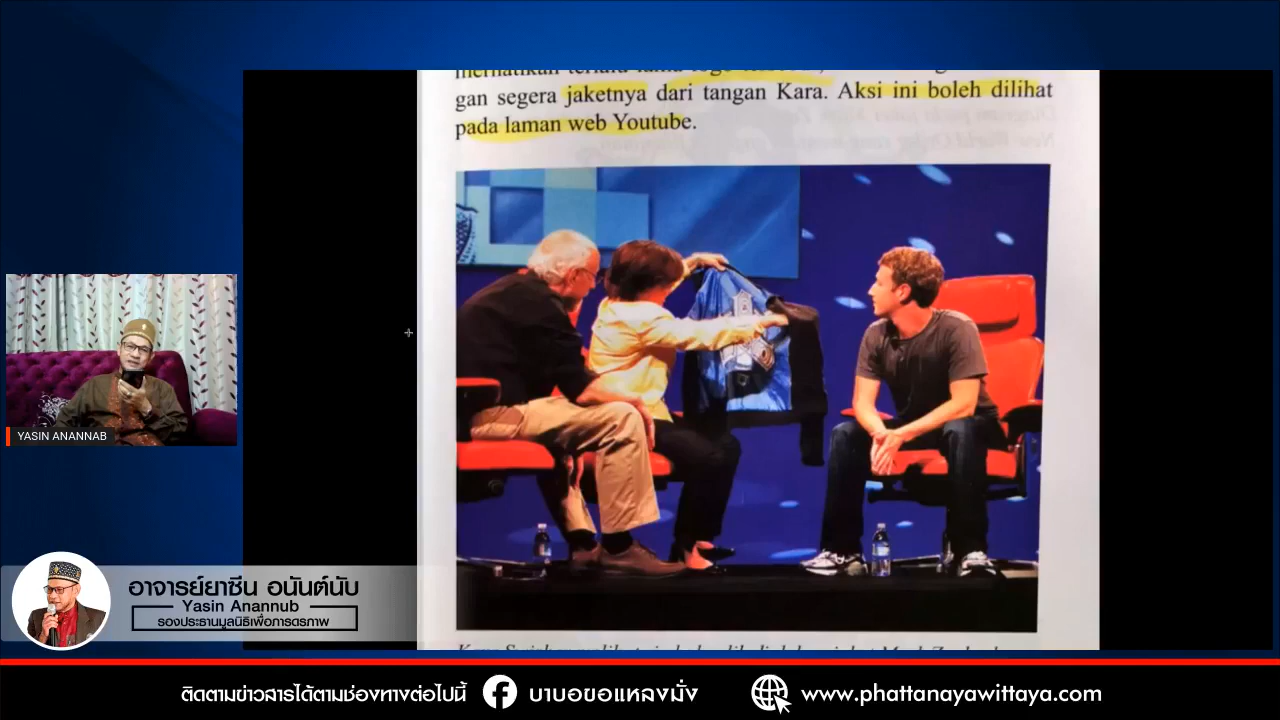 gan segera jaketnya dari tangan Kara. Aksi ini boleh dilihat
pada laman web Youtube.
YASIN ANANNAB
อาจารย์ยาซีน อนันต์นับ
Yasin Anannub
รองประธานมูลนิธิเพื่อการตรภาพ
ติดตามข่าวสารได้ตามช่องทางต่อไปนี้
บาบอขอแหลงมั่ง
www.phattanayawittaya.com